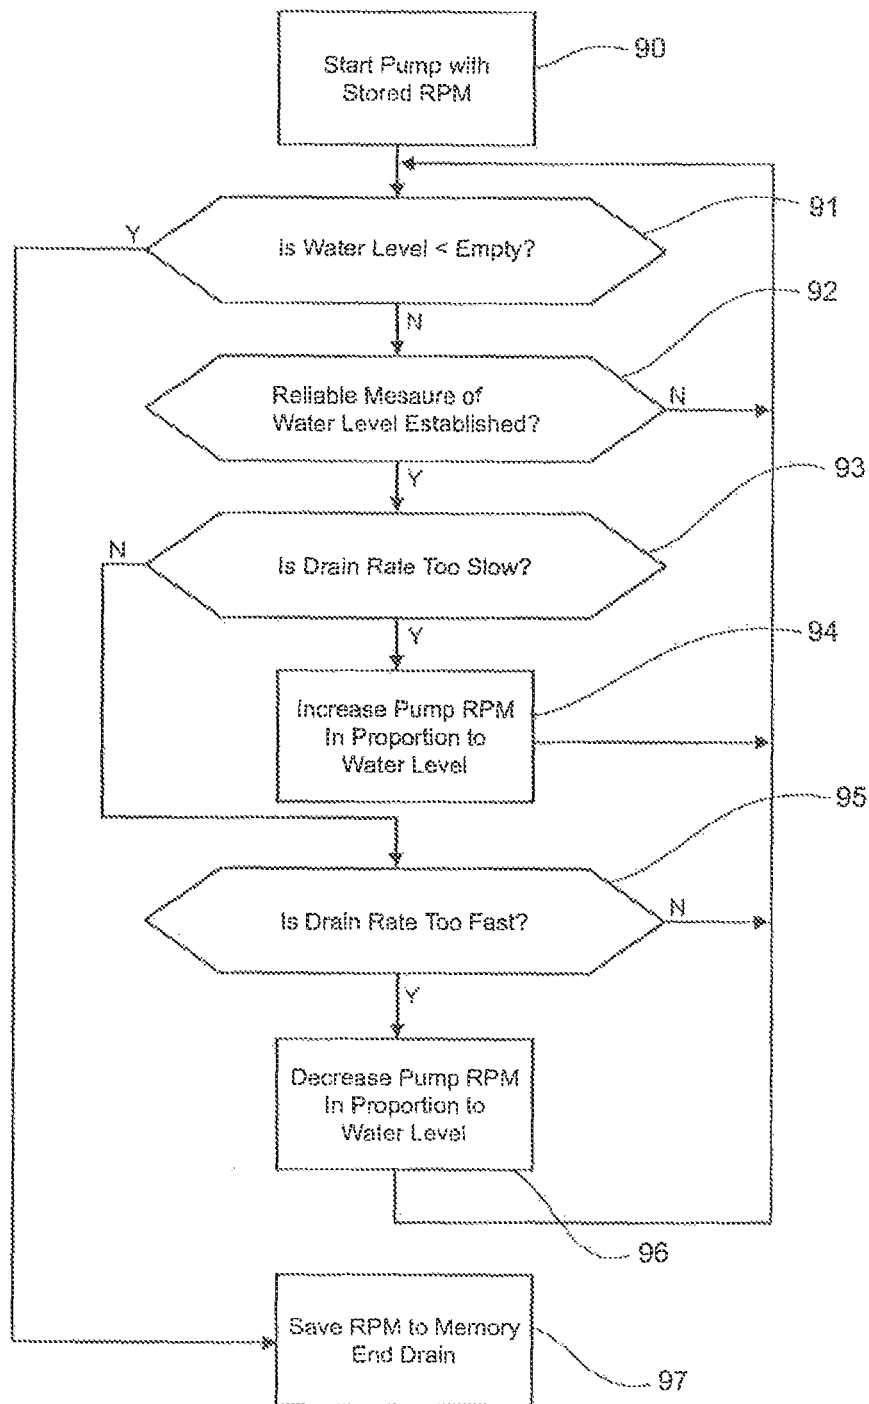 Start Pump with
Stored RPM
90
Is Water Level < Empty?
91
Y
N
92
Reliable Mesaure of
Water Level Established?
N
Y
93
Is Drain Rate Too Slow?
N
Y
94
Increase Pump RPM
In Proportion to
Water Level
95
Is Drain Rate Too Fast?
N
Y
Decrease Pump RPM
In Proportion to
Water Level
96
Save RPM to Memory
End Drain
97